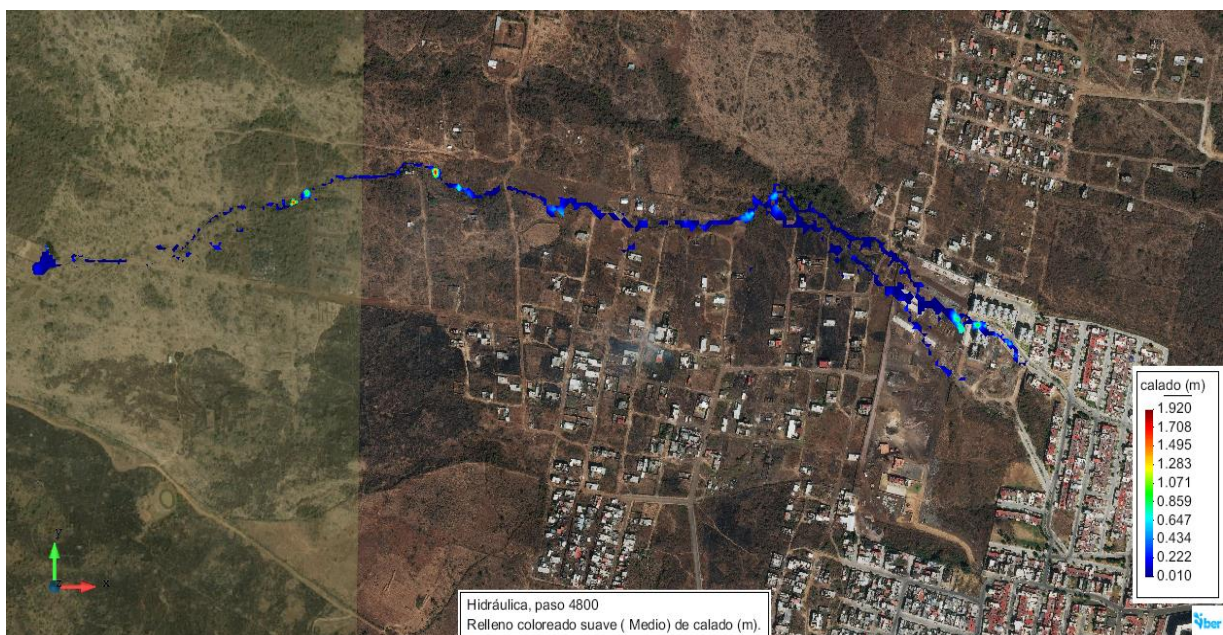 calado (m)
1.920
1.708
1.495
1.283
1.071
0.859
0.647
0.434
0.222
0.010
y
x
Hidráulica, paso 4800
Relleno coloreado suave ( Medio) de calado (m).
Iber